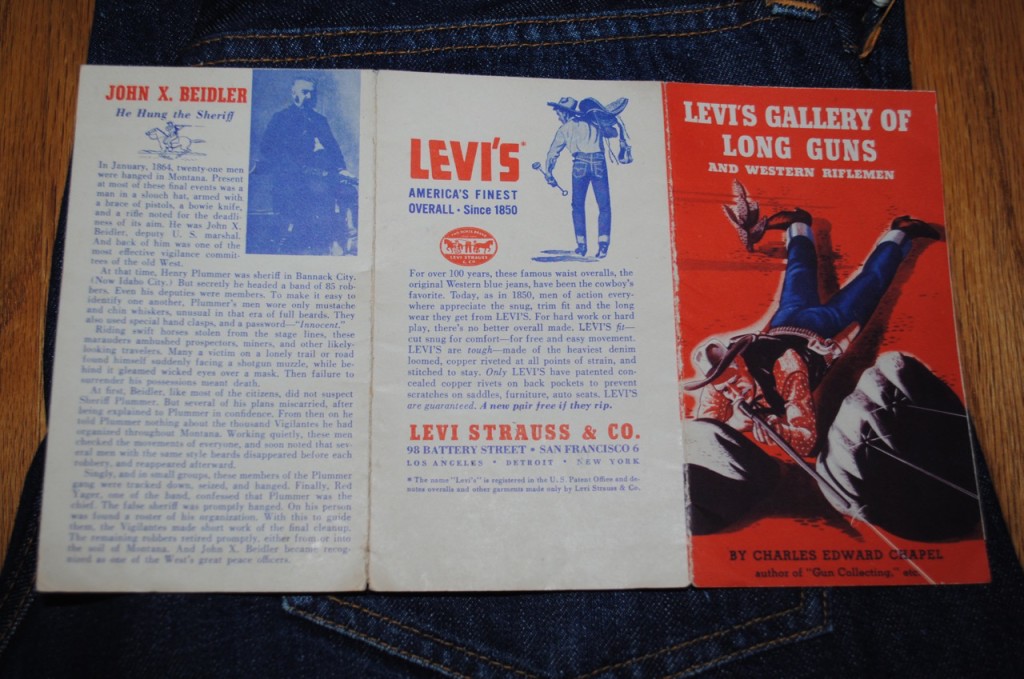 JOHN X. BEIDLER
He Hung the Sheriff
In January, 1864, twenty-one men
were hanged in Montana. Present
at most of these final events was a
man in a slouch hat, armed with
a brace of pistols, a bowie knife,
and a rifle noted for the deadli-
ness of its aim. He was John X.
Beidler, deputy U. S. marshal.
And back of him was one of the
most effective vigilance commit-
tees of the old West.
At that time, Henry Plummer was sheriff in Bannack City.
(Now Idaho City.) But secretly he headed a band of 85 rob-
bers. Even his deputies were members. To make it easy to
identify one another, Plummer's men wore only mustache
and chin whiskers, unusual in that era of full beards. They
also used special hand clasps, and a password—"Innocent."
Riding swift horses stolen from the stage lines, these
marauders ambushed prospectors, miners, and other likely-
looking travelers. Many a victim on a lonely trail or road
found himself suddenly facing a shotgun muzzle, while be-
hind it gleamed wicked eyes over a mask. Then failure to
surrender his possessions meant death.
At first, Beidler, like most of the citizens, did not suspect
Sheriff Plummer. But several of his plans miscarried, after
being explained to Plummer in confidence. From then on he
told Plummer nothing about the thousand Vigilantes he had
organized throughout Montana. Working quietly, these men
checked the movements of everyone, and soon noted that sev-
eral men with the same style beards disappeared before each
robbery, and reappeared afterward.
Singly, and in small groups, these members of the Plummer
gang were tracked down, seized, and hanged. Finally, Red
Yager, one of the band, confessed that Plummer was the
chief. The false sheriff was promptly hanged. On his person
was found a roster of his organization. With this to guide
them, the Vigilantes made short work of the final cleanup.
The remaining robbers retired promptly, either from or into
the soil of Montana. And John X. Beidler became recog-
nized as one of the West's great peace officers.
LEVI'S®
AMERICA'S FINEST
OVERALL • Since 1850
LEVI STRAUSS
For over 100 years, these famous waist overalls, the
original Western blue jeans, have been the cowboy's
favorite. Today, as in 1850, men of action every-
where appreciate the snug, trim fit and the long
wear they get from LEVI'S. For hard work or hard
play, there's no better overall made. LEVI'S fit—
cut snug for comfort—for free and easy movement.
LEVI'S are tough—made of the heaviest denim
loomed, copper riveted at all points of strain, and
stitched to stay. Only LEVI'S have patented con-
cealed copper rivets on back pockets to prevent
scratches on saddles, furniture, auto seats. LEVI'S
are guaranteed. A new pair free if they rip.
LEVI STRAUSS & CO.
98 BATTERY STREET • SAN FRANCISCO 6
LOS ANGELES • DETROIT • NEW YORK
* The name "Levi's" is registered in the U.S Patent Office and de-
notes overalls and other garments made only by Levi Strauss & Co.
LEVI'S GALLERY OF
LONG GUNS
AND WESTERN RIFLEMEN
BY CHARLES EDWARD CHAPEL
author of "Gun Collecting," etc.